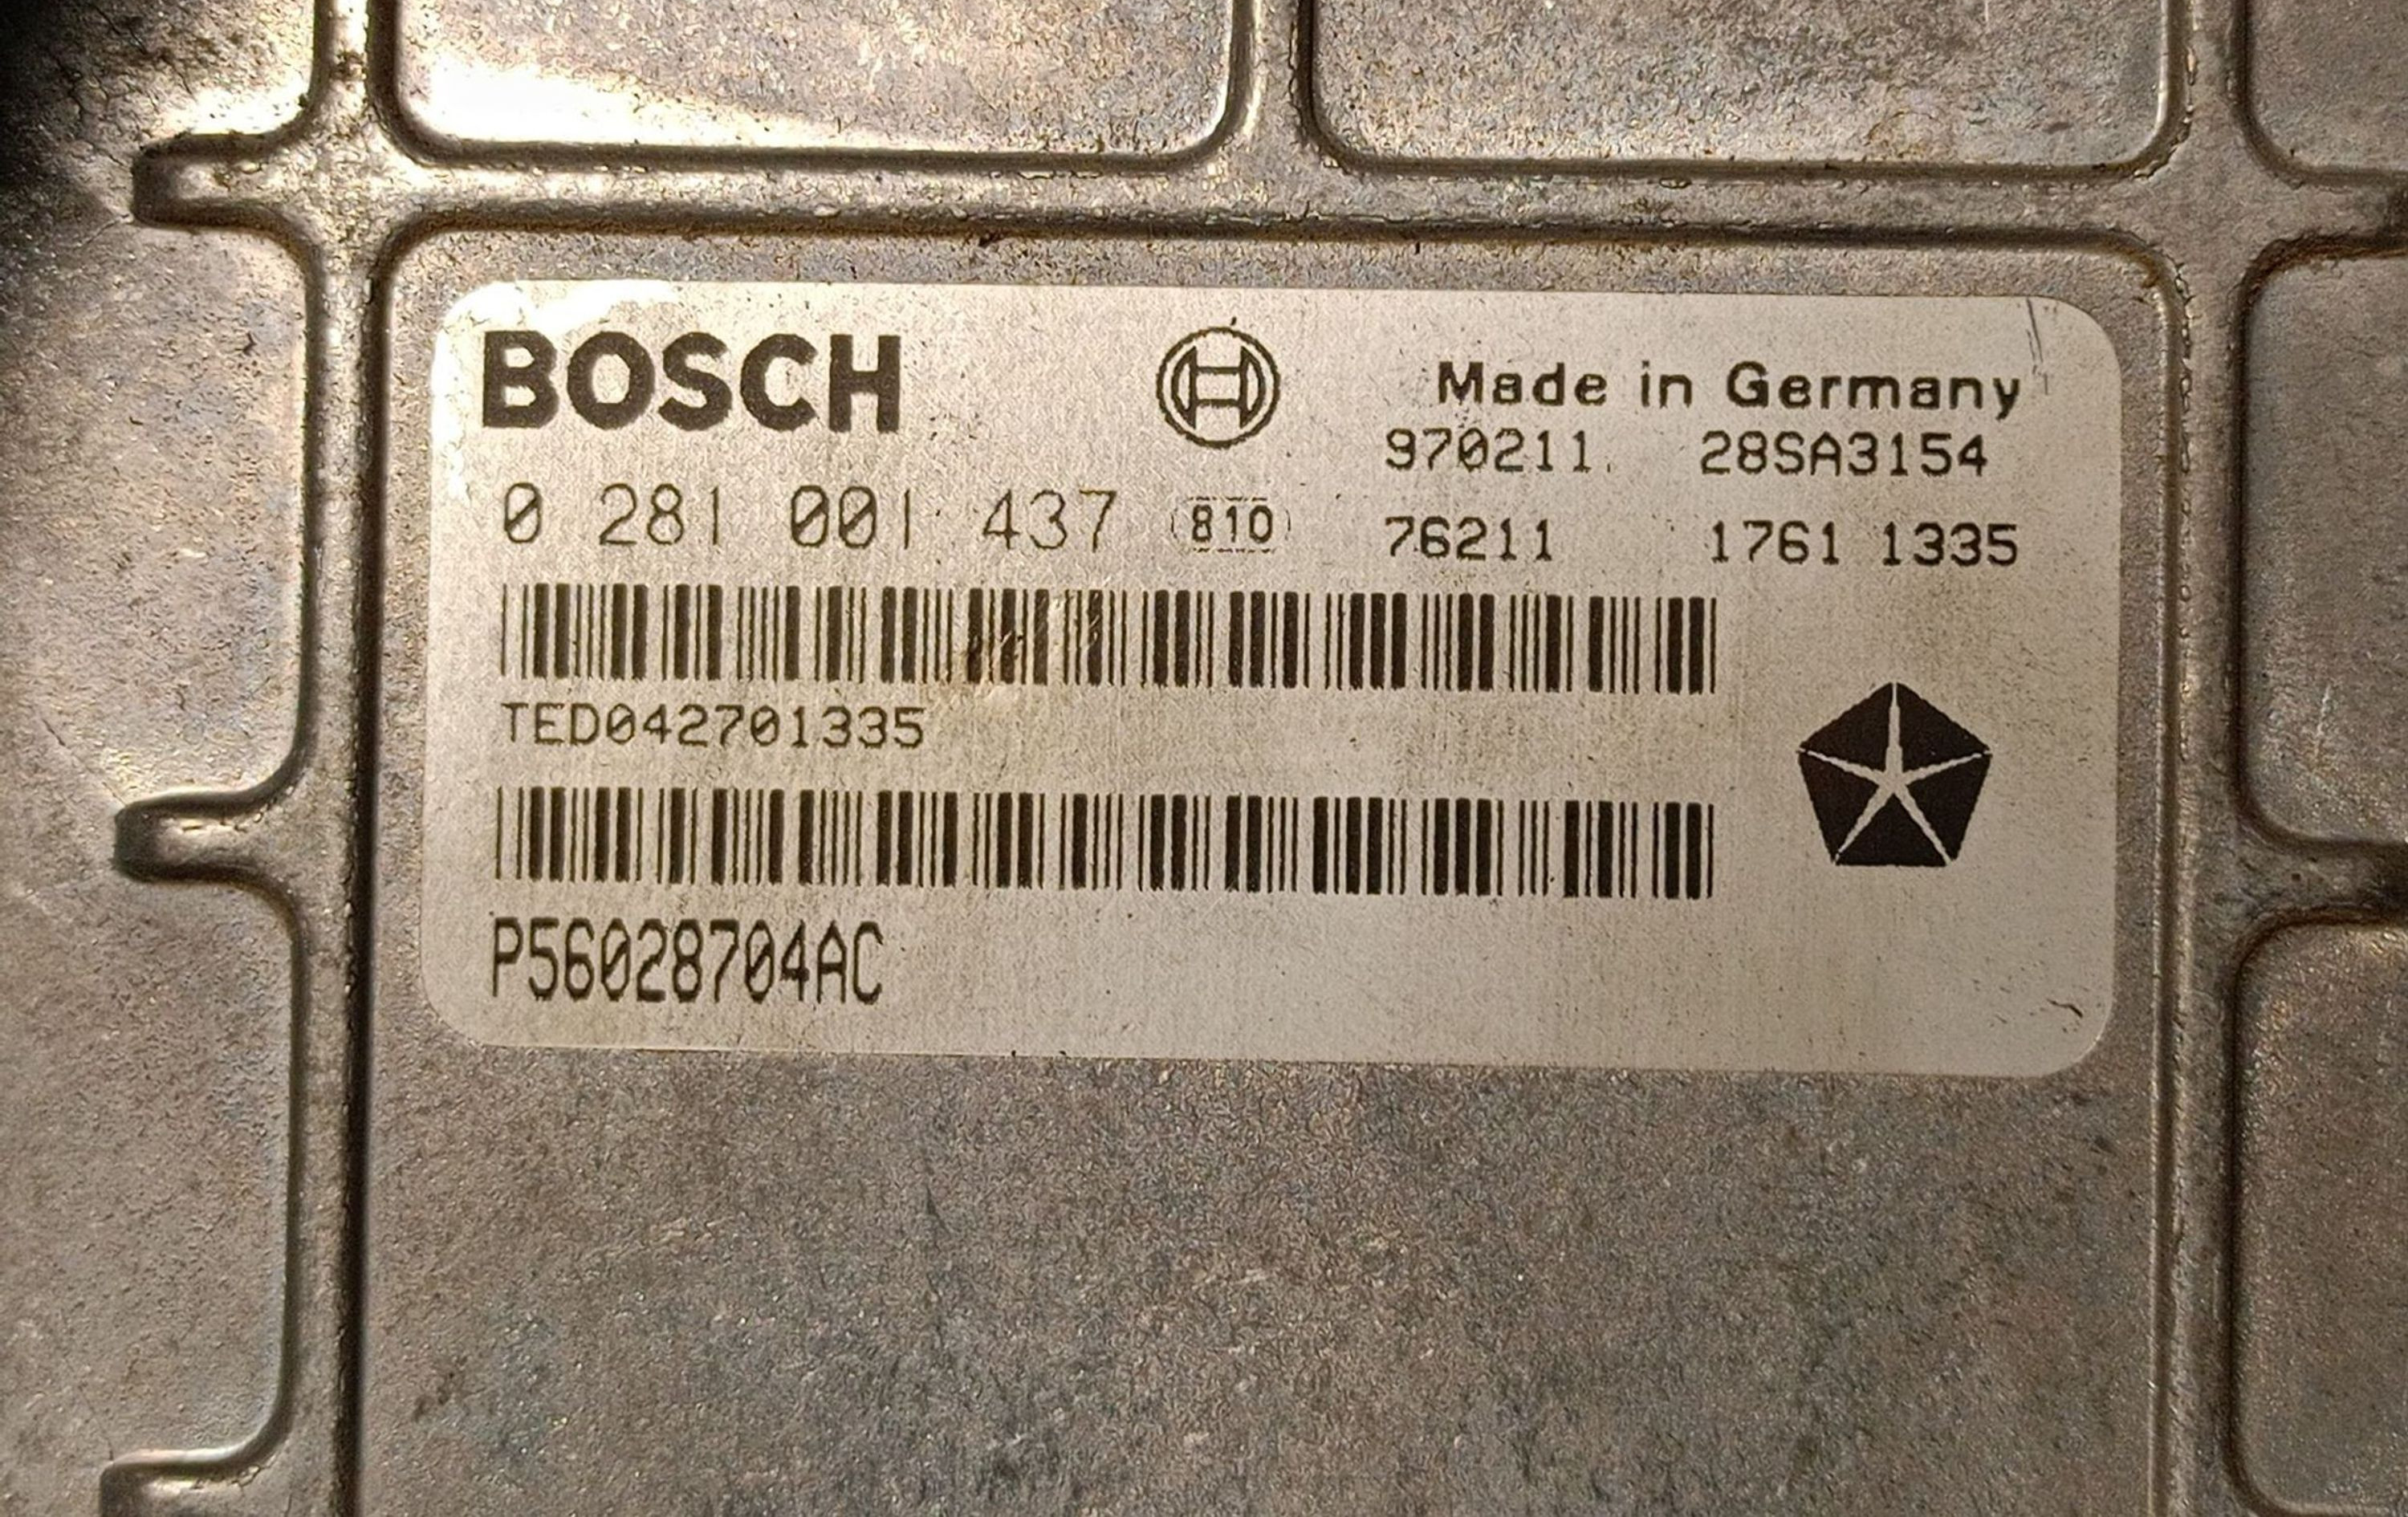 BOSCH
Made in Germany
970211. 28SA3154
0 281 001 437 810
76211 1761 1335
TED042701335
P56028704AC